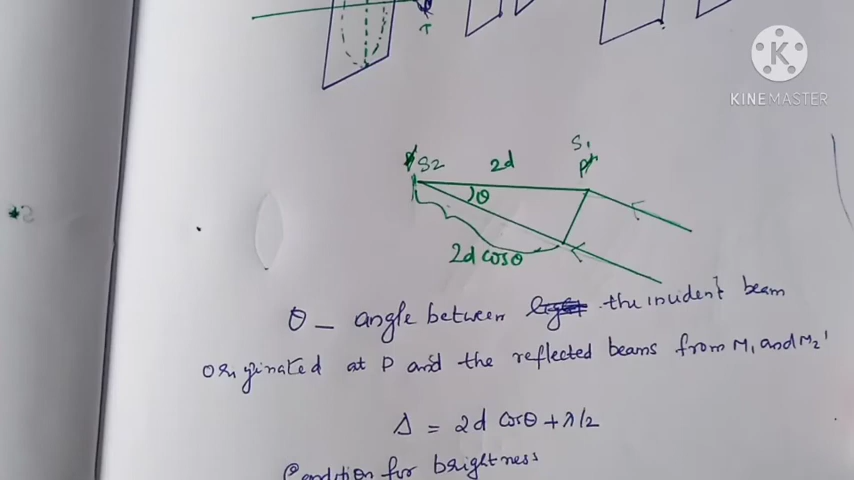 T
KINEMASTER
S2
2d
S1
θ
2d cosθ
θ - angle between the incident beam
originated at P and the reflected beams from M1 and M2'
Δ = 2d cosθ + λ/2
Condition for brightness